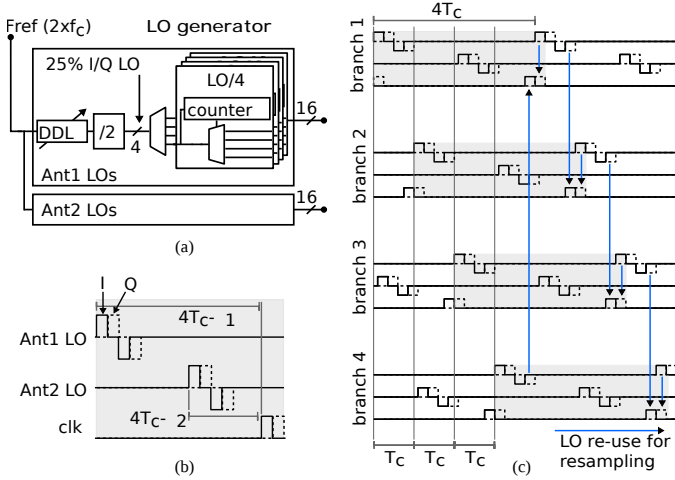 Fref (2xfc)
LO generator
25% I/Q LO
LO/4
counter
16
DDL
/2
4
Ant1 LOs
16
Ant2 LOs
(a)
I
Q
4Tc- 1
Ant1 LO
Ant2 LO
4Tc- 2
clk
(b)
4Tc
branch 1
branch 2
branch 3
branch 4
Tc
Tc
Tc
(c)
LO re-use for
resampling